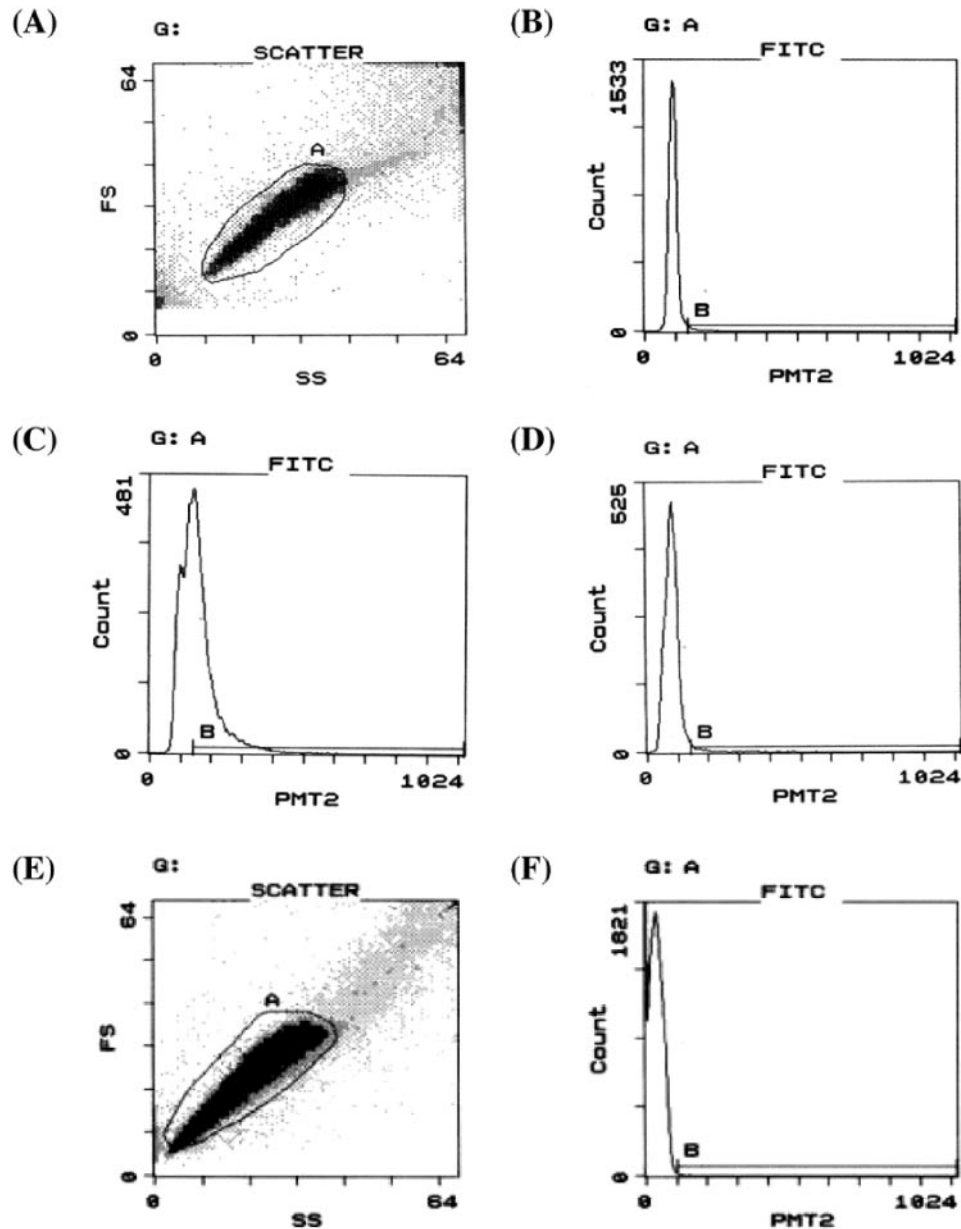 (A)
G:
SCATTER
64
FS
0
A
0 64
SS
(B)
G: A
FITC
1533
Count
0
B
0 1024
PMT2
(C)
G: A
FITC
481
Count
0
B
0 1024
PMT2
(D)
G: A
FITC
525
Count
0
B
0 1024
PMT2
(E)
G:
SCATTER
64
FS
0
A
0 64
SS
(F)
G: A
FITC
1821
Count
0
B
0 1024
PMT2